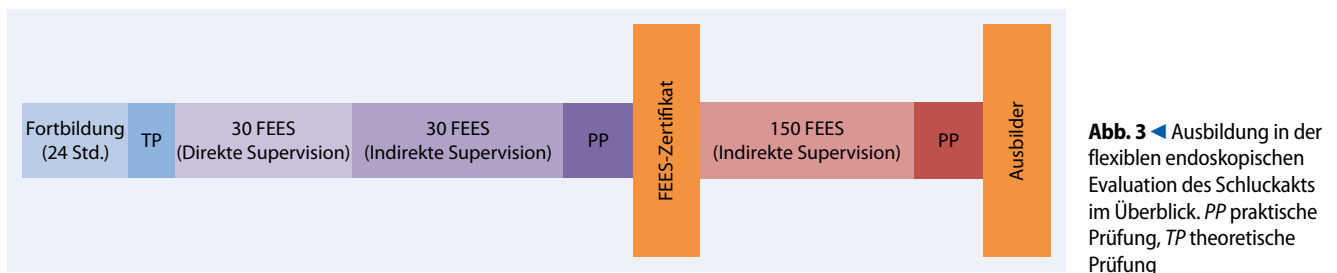 Fortbildung
(24 Std.)
TP
30 FEES
(Direkte Supervision)
30 FEES
(Indirekte Supervision)
PP
FEES-Zertifikat
150 FEES
(Indirekte Supervision)
PP
Ausbilder
Abb. 3 ◄ Ausbildung in der
flexiblen endoskopischen
Evaluation des Schluckakts
im Überblick. PP praktische
Prüfung, TP theoretische
Prüfung